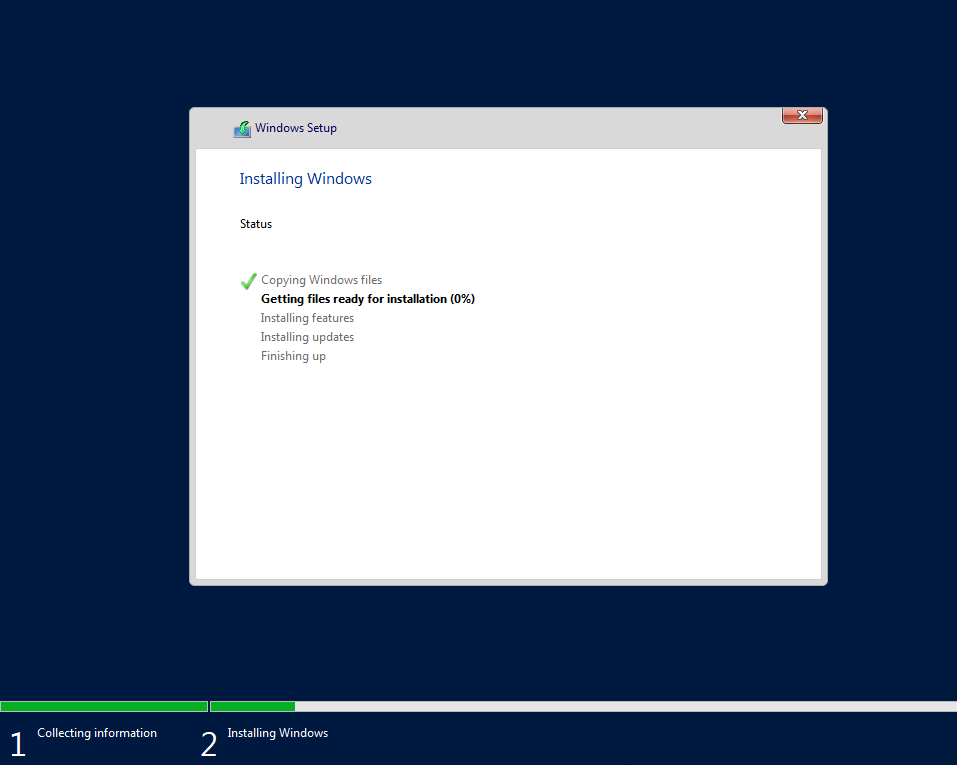 Windows Setup
Installing Windows
Status
Copying Windows files
Getting files ready for installation (0%)
Installing features
Installing updates
Finishing up
1 Collecting information
2 Installing Windows